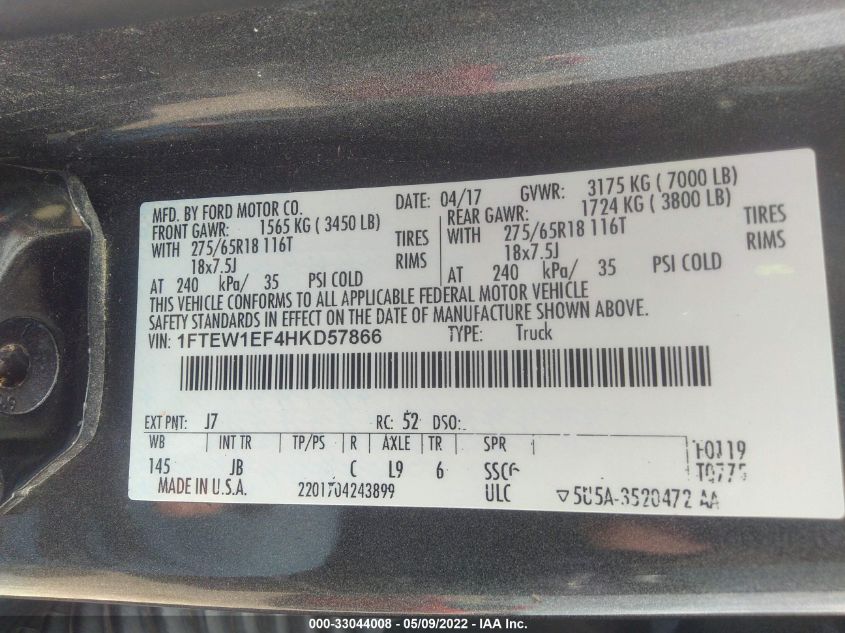 MFD. BY FORD MOTOR CO. DATE: 04/17 GVWR: 3175 KG ( 7000 LB)
FRONT GAWR: 1565 KG ( 3450 LB) REAR GAWR: 1724 KG ( 3800 LB)
WITH 275/65R18 116T TIRES WITH 275/65R18 116T TIRES
18x7.5J RIMS 18x7.5J RIMS
AT 240 kPa/ 35 PSI COLD AT 240 kPa/ 35 PSI COLD
THIS VEHICLE CONFORMS TO ALL APPLICABLE FEDERAL MOTOR VEHICLE
SAFETY STANDARDS IN EFFECT ON THE DATE OF MANUFACTURE SHOWN ABOVE.
VIN: 1FTEW1EF4HKD57866 TYPE: Truck
EXT PNT: J7 RC: 52 DSO:
WB INT TR TP/PS R AXLE TR SPR
145 JB C L9 6
MADE IN U.S.A. 2201704243899 ULC
000-33044008 - 05/09/2022 - IAA Inc.